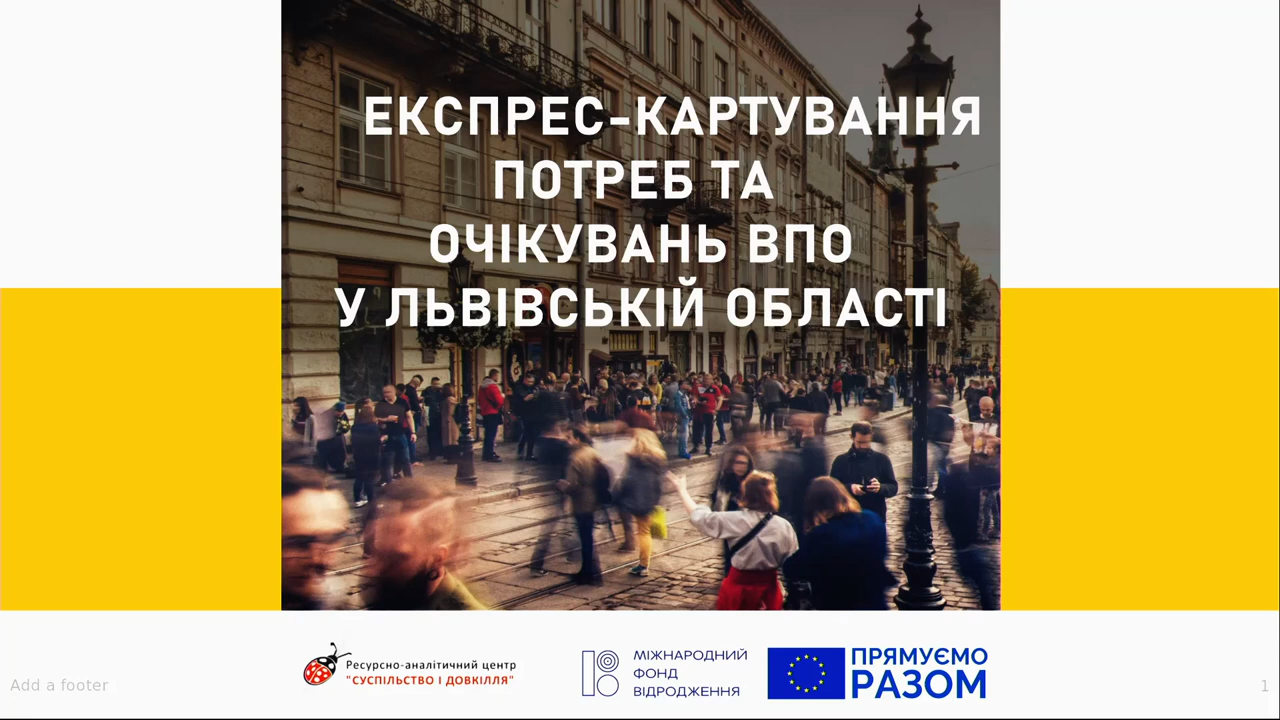 ЕКСПРЕС-КАРТУВАННЯ
ПОТРЕБ ТА
ОЧІКУВАНЬ ВПО
У ЛЬВІВСЬКІЙ ОБЛАСТІ
Ресурсно-аналітичний центр
"СУСПІЛЬСТВО І ДОВКІЛЛЯ"
МІЖНАРОДНИЙ
ФОНД
ВІДРОДЖЕННЯ
ПРЯМУЄМО
РАЗОМ
Add a footer
1